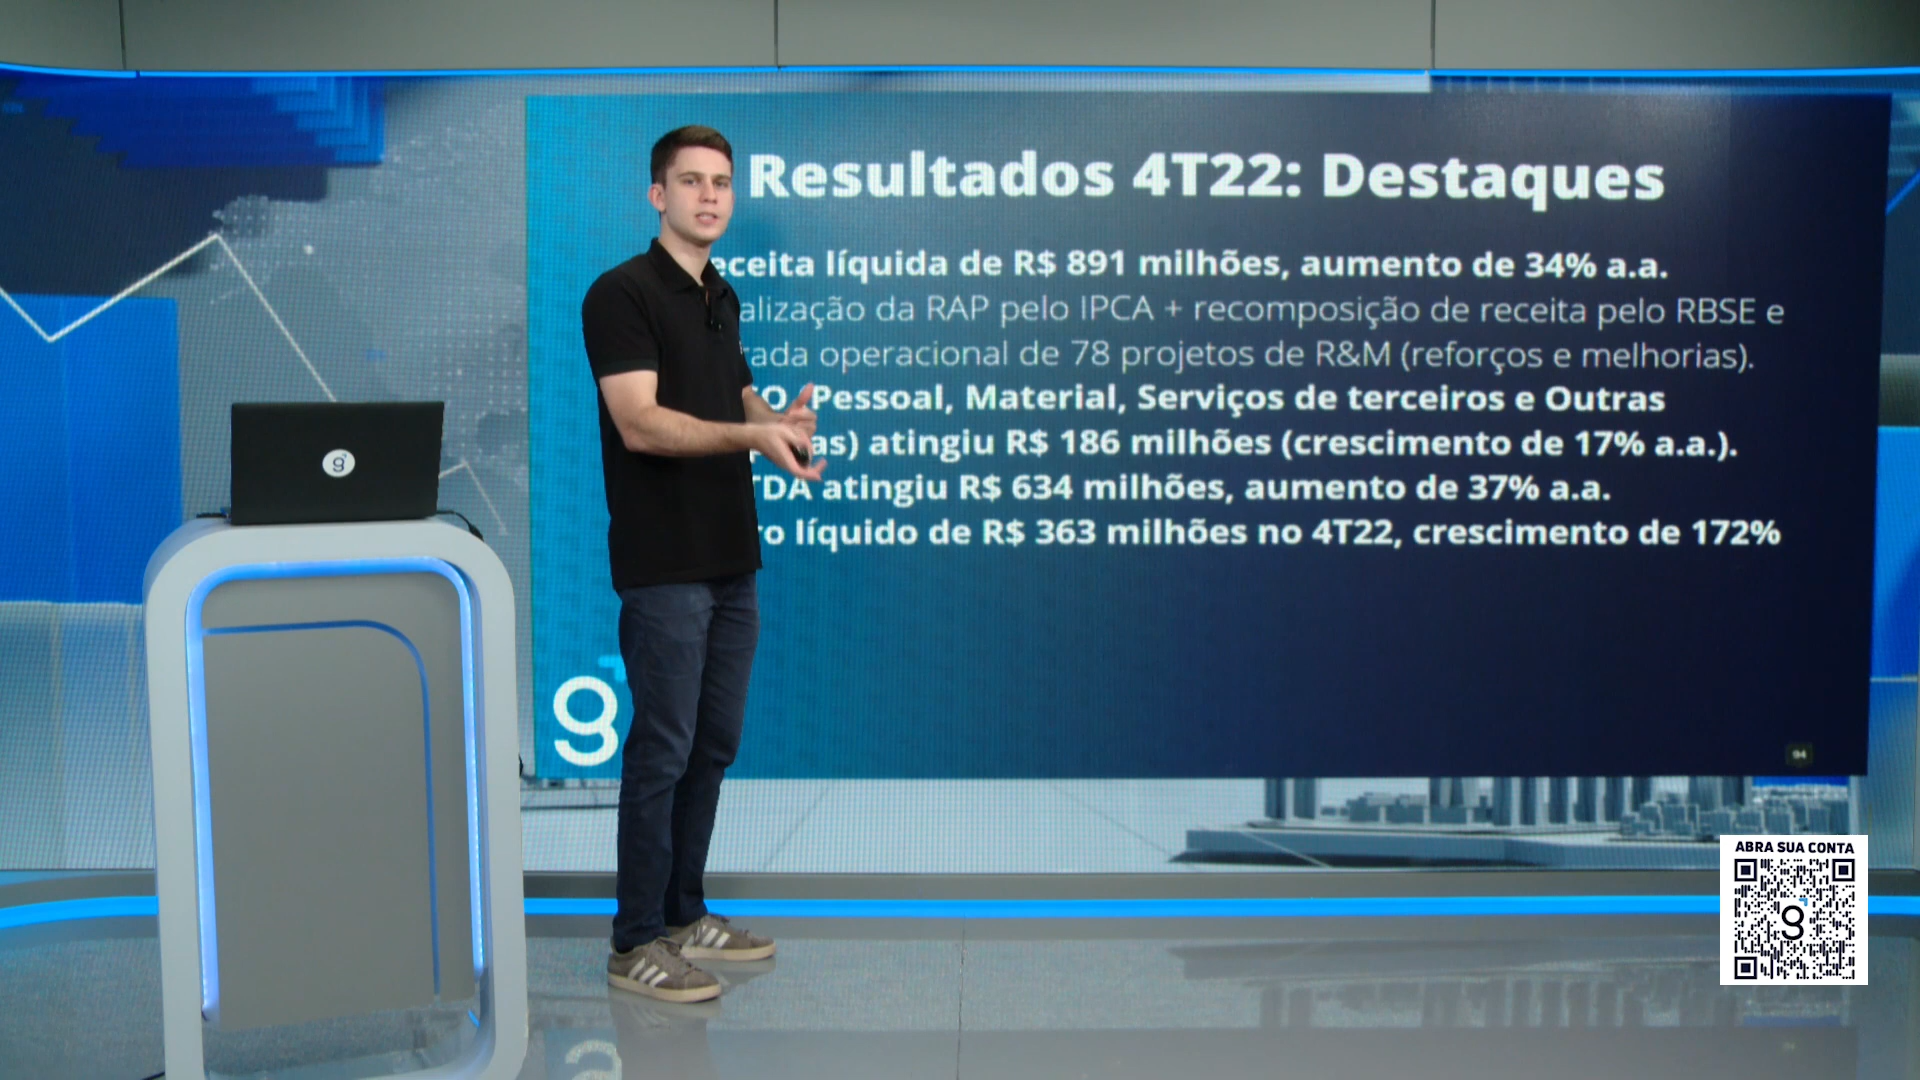 Resultados 4T22: Destaques
eceita líquida de R$ 891 milhões, aumento de 34% a.a.
alização da RAP pelo IPCA + recomposição de receita pelo RBSE e
rada operacional de 78 projetos de R&M (reforços e melhorias).
O Pessoal, Material, Serviços de terceiros e Outras
as) atingiu R$ 186 milhões (crescimento de 17% a.a.).
TDA atingiu R$ 634 milhões, aumento de 37% a.a.
ro líquido de R$ 363 milhões no 4T22, crescimento de 172%
g
g
94
ABRA SUA CONTA
g